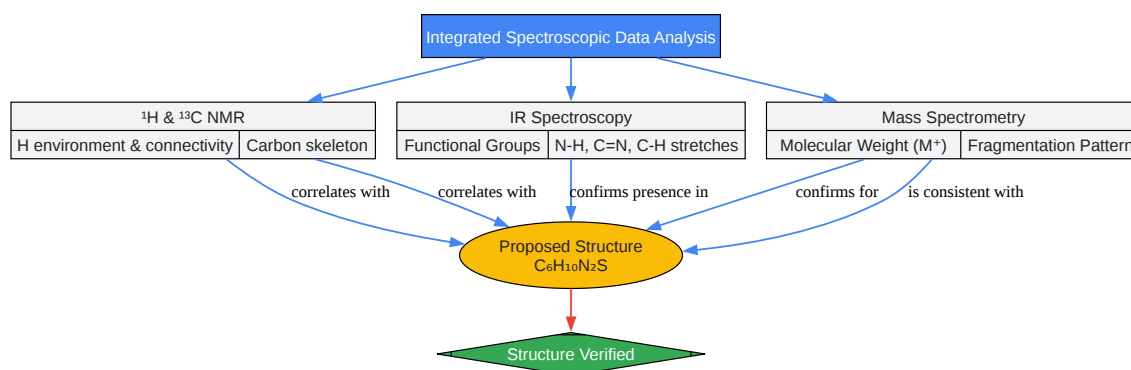 Integrated Spectroscopic Data Analysis
¹H & ¹³C NMR
H environment & connectivity
Carbon skeleton
IR Spectroscopy
Functional Groups
N-H, C=N, C-H stretches
Mass Spectrometry
Molecular Weight (M⁺)
Fragmentation Pattern
correlates with
correlates with
confirms presence in
confirms for
is consistent with
Proposed Structure
C₆H₁₀N₂S
Structure Verified